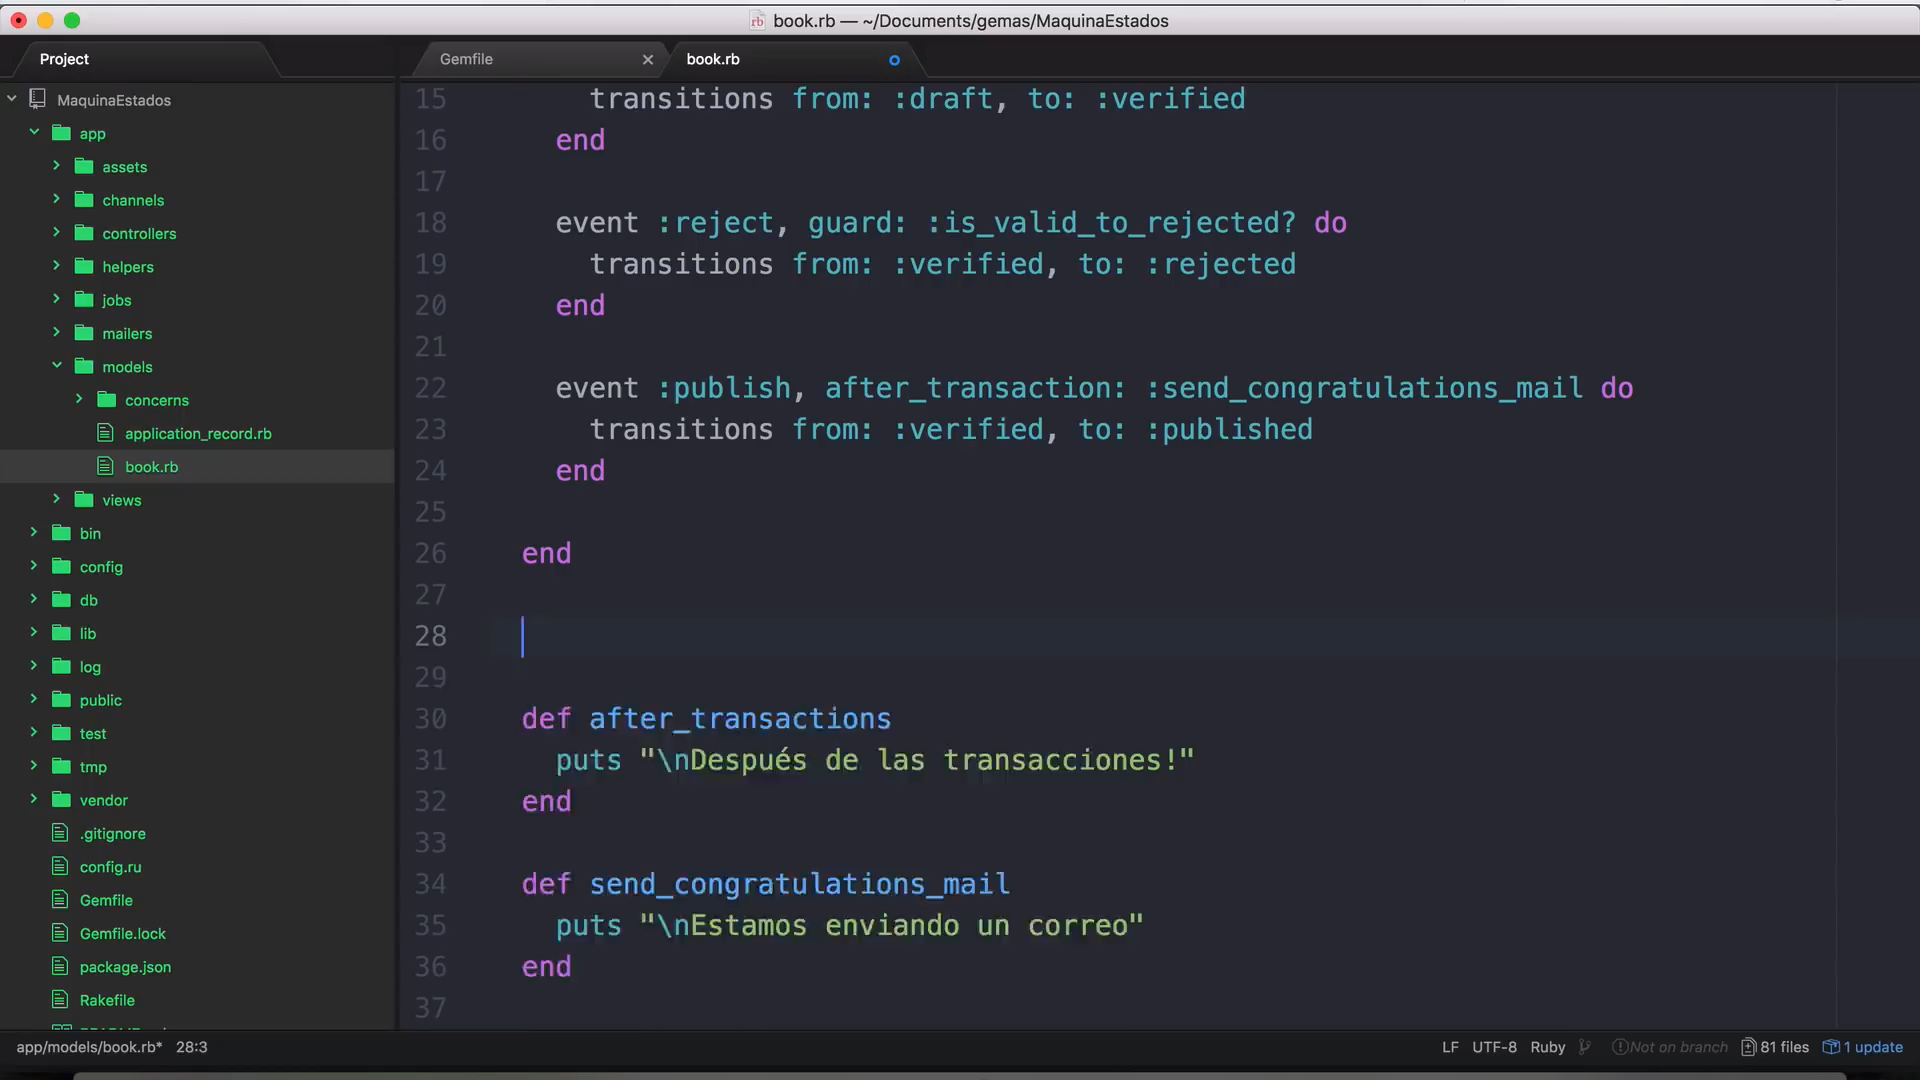 book.rb — ~/Documents/gemas/MaquinaEstados
Project
Gemfile
book.rb
MaquinaEstados
app
assets
channels
controllers
helpers
jobs
mailers
models
concerns
application_record.rb
book.rb
views
bin
config
db
lib
log
public
test
tmp
vendor
.gitignore
config.ru
Gemfile
Gemfile.lock
package.json
Rakefile
15 transitions from: :draft, to: :verified
16 end
17
18 event :reject, guard: :is_valid_to_rejected? do
19 transitions from: :verified, to: :rejected
20 end
21
22 event :publish, after_transaction: :send_congratulations_mail do
23 transitions from: :verified, to: :published
24 end
25
26 end
27
28
29
30 def after_transactions
31 puts "\nDespués de las transacciones!"
32 end
33
34 def send_congratulations_mail
35 puts "\nEstamos enviando un correo"
36 end
37
app/models/book.rb* 28:3
LF UTF-8 Ruby Not on branch 81 files 1 update